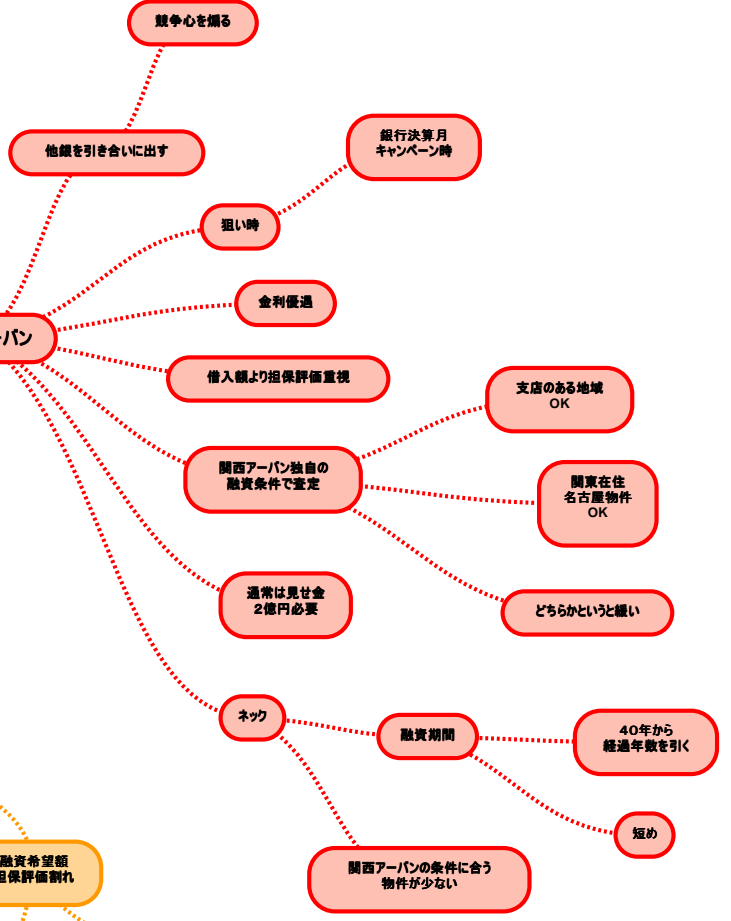 競争心を煽る
他銀を引き合いに出す
銀行決算月
キャンペーン時
狙い時
金利優遇
ーバン
借入額より担保評価重視
支店のある地域
OK
関西アーバン独自の
融資条件で査定
関東在住
名古屋物件
OK
通常は見せ金
2億円必要
どちらかというと緩い
ネック
融資期間
40年から
経過年数を引く
短め
融資希望額
担保評価割れ
関西アーバンの条件に合う
物件が少ない